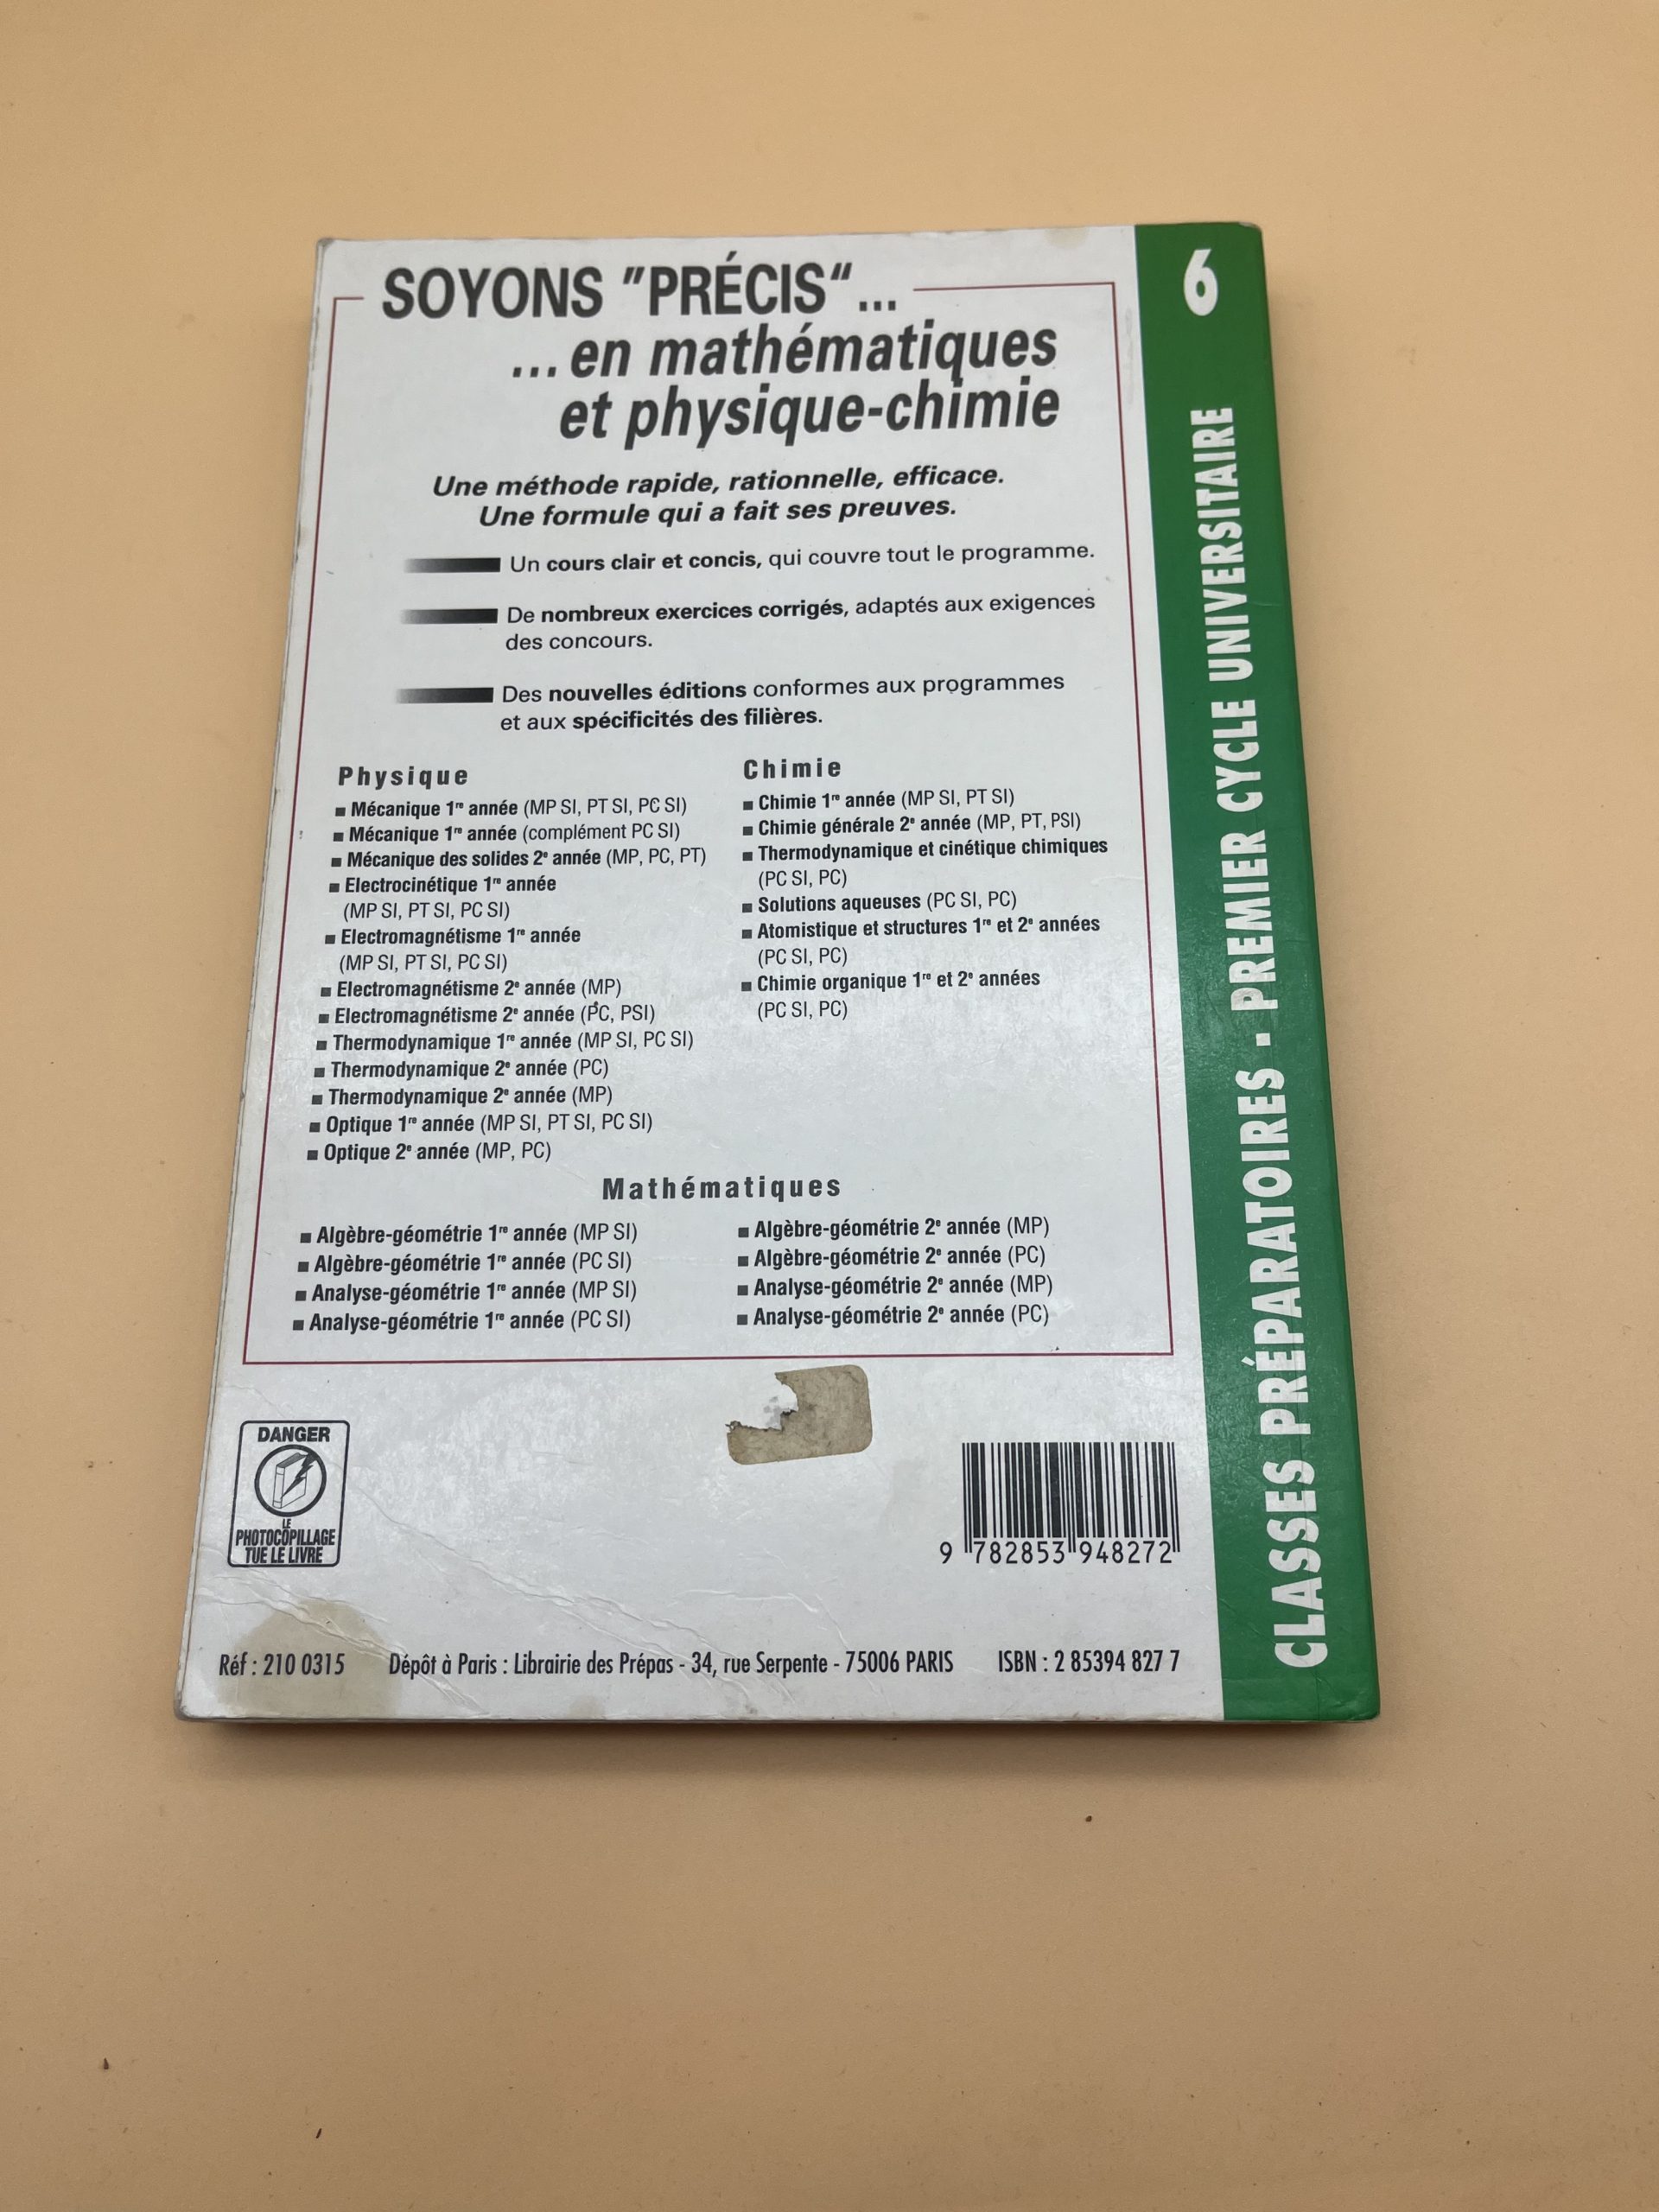 SOYONS "PRÉCIS"...
...en mathématiques
et physique-chimie
Une méthode rapide, rationnelle, efficace.
Une formule qui a fait ses preuves.
Un cours clair et concis, qui couvre tout le programme.
De nombreux exercices corrigés, adaptés aux exigences
des concours.
Des nouvelles éditions conformes aux programmes
et aux spécificités des filières.
Physique
■ Mécanique 1re année (MP SI, PT SI, PC SI)
■ Mécanique 1re année (complément PC SI)
■ Mécanique des solides 2e année (MP, PC, PT)
■ Electrocinétique 1re année
(MP SI, PT SI, PC SI)
■ Electromagnétisme 1re année
(MP SI, PT SI, PC SI)
■ Electromagnétisme 2e année (MP)
■ Electromagnétisme 2e année (PC, PSI)
■ Thermodynamique 1re année (MP SI, PC SI)
■ Thermodynamique 2e année (PC)
■ Thermodynamique 2e année (MP)
■ Optique 1re année (MP SI, PT SI, PC SI)
■ Optique 2e année (MP, PC)
Chimie
■ Chimie 1re année (MP SI, PT SI)
■ Chimie générale 2e année (MP, PT, PSI)
■ Thermodynamique et cinétique chimiques
(PC SI, PC)
■ Solutions aqueuses (PC SI, PC)
■ Atomistique et structures 1re et 2e années
(PC SI, PC)
■ Chimie organique 1re et 2e années
(PC SI, PC)
Mathématiques
■ Algèbre-géométrie 1re année (MP SI)
■ Algèbre-géométrie 1re année (PC SI)
■ Analyse-géométrie 1re année (MP SI)
■ Analyse-géométrie 1re année (PC SI)
■ Algèbre-géométrie 2e année (MP)
■ Algèbre-géométrie 2e année (PC)
■ Analyse-géométrie 2e année (MP)
■ Analyse-géométrie 2e année (PC)
DANGER
LE
PHOTOCOPILLAGE
TUE LE LIVRE
9 782853 948272
Réf : 210 0315 Dépôt à Paris : Librairie des Prépas - 34, rue Serpente - 75006 PARIS ISBN : 2 85394 827 7
6
CLASSES PRÉPARATOIRES - PREMIER CYCLE UNIVERSITAIRE